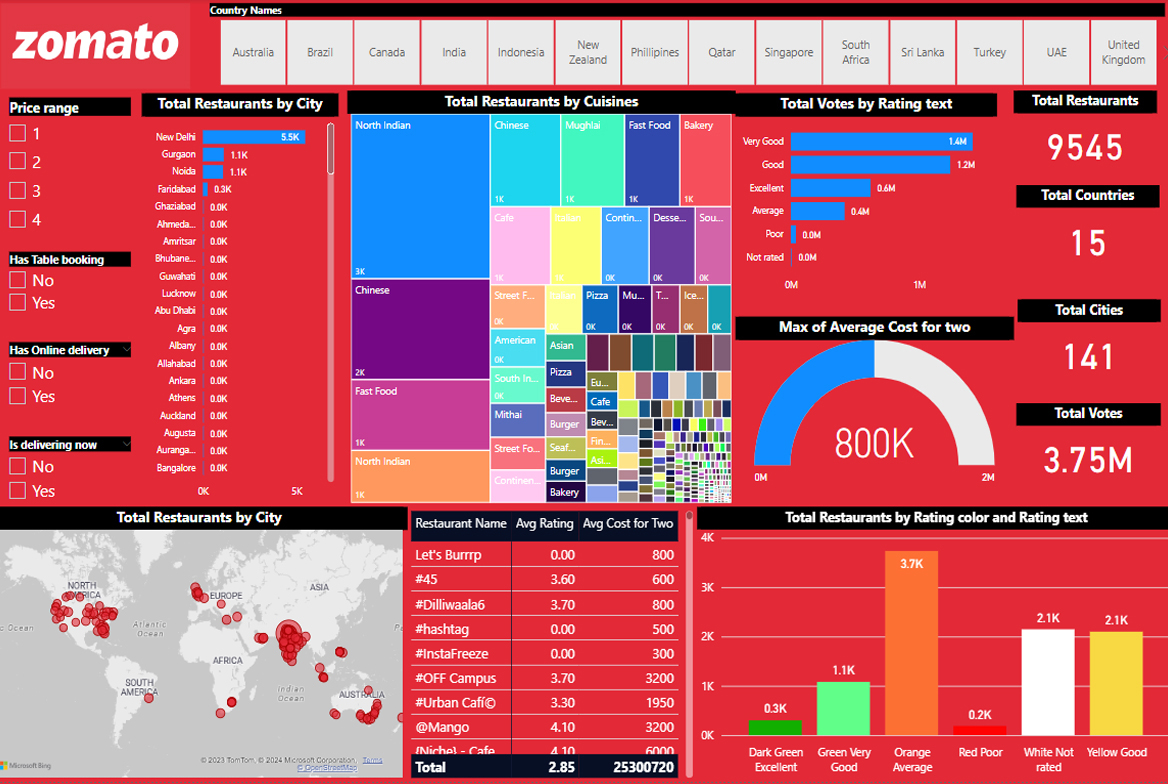 zomato
Country Names
Australia
Brazil
Canada
India
Indonesia
New
Zealand
Phillipines
Qatar
Singapore
South
Africa
Sri Lanka
Turkey
UAE
United
Kingdom
Price range
1
2
3
4
Has Table booking
No
Yes
Has Online delivery
No
Yes
Is delivering now
No
Yes
Total Restaurants by City
New Delhi 5.5K
Gurgaon 1.1K
Noida 1.1K
Faridabad 0.3K
Ghaziabad 0.0K
Ahmeda... 0.0K
Amritsar 0.0K
Bhubane... 0.0K
Guwahati 0.0K
Lucknow 0.0K
Abu Dhabi 0.0K
Agra 0.0K
Albany 0.0K
Allahabad 0.0K
Ankara 0.0K
Athens 0.0K
Auckland 0.0K
Augusta 0.0K
Auranga... 0.0K
Bangalore 0.0K
0K 5K
Total Restaurants by Cuisines
North Indian
3K
Chinese
2K
Fast Food
1K
North Indian
1K
Chinese
1K
Mughlai
1K
Fast Food
1K
Bakery
1K
Cafe
1K
Italian
1K
Contin...
0K
Desse...
0K
Sou...
0K
Street F...
0K
Italian
0K
Pizza
0K
Mu...
0K
T...
0K
Ice...
0K
0K
American
0K
South In...
0K
Mithai
Street Fo...
Continen...
Asian
Pizza
Beve...
Burger
Seaf...
Burger
Bakery
Eu...
Cafe
Bev...
Fin...
Asi...
Total Votes by Rating text
Very Good 1.4M
Good 1.2M
Excellent 0.6M
Average 0.4M
Poor 0.0M
Not rated 0.0M
0M 1M
Max of Average Cost for two
800K
0M 2M
Total Restaurants
9545
Total Countries
15
Total Cities
141
Total Votes
3.75M
Total Restaurants by City
NORTH
AMERICA
EUROPE
ASIA
Atlantic
Ocean
AFRICA
SOUTH
AMERICA
Indian
Ocean
AUSTRALIA
Microsoft Bing
© 2023 TomTom, © 2024 Microsoft Corporation, Terms
© OpenStreetMap
Restaurant Name Avg Rating Avg Cost for Two
Let's Burrrp 0.00 800
#45 3.60 600
#Dilliwaala6 3.70 800
#hashtag 0.00 500
#InstaFreeze 0.00 300
#OFF Campus 3.70 3200
#Urban Cafí© 3.30 1950
@Mango 4.10 3200
{Niche} - Cafe 4.10 6000
Total 2.85 25300720
Total Restaurants by Rating color and Rating text
4K
3K
2K
1K
0K
0.3K
1.1K
3.7K
0.2K
2.1K
2.1K
Dark Green
Excellent
Green Very
Good
Orange
Average
Red Poor
White Not
rated
Yellow Good